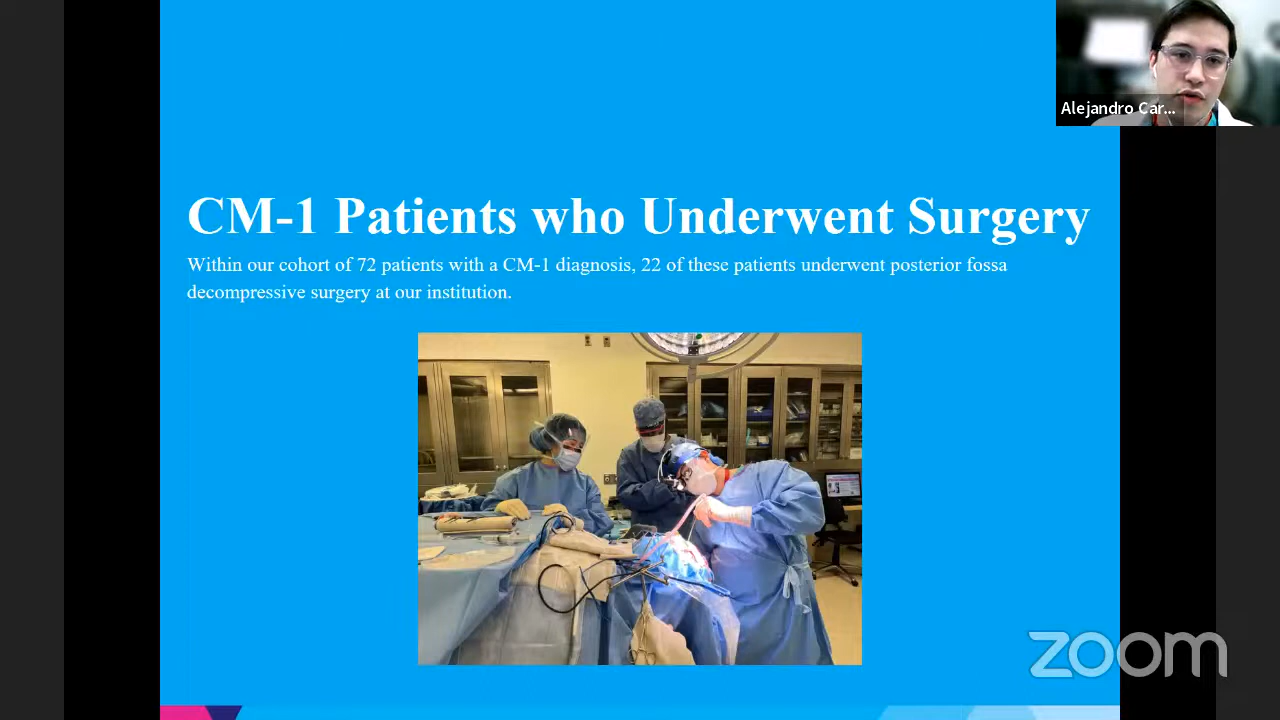 Alejandro Car...
CM-1 Patients who Underwent Surgery
Within our cohort of 72 patients with a CM-1 diagnosis, 22 of these patients underwent posterior fossa
decompressive surgery at our institution.
zoom